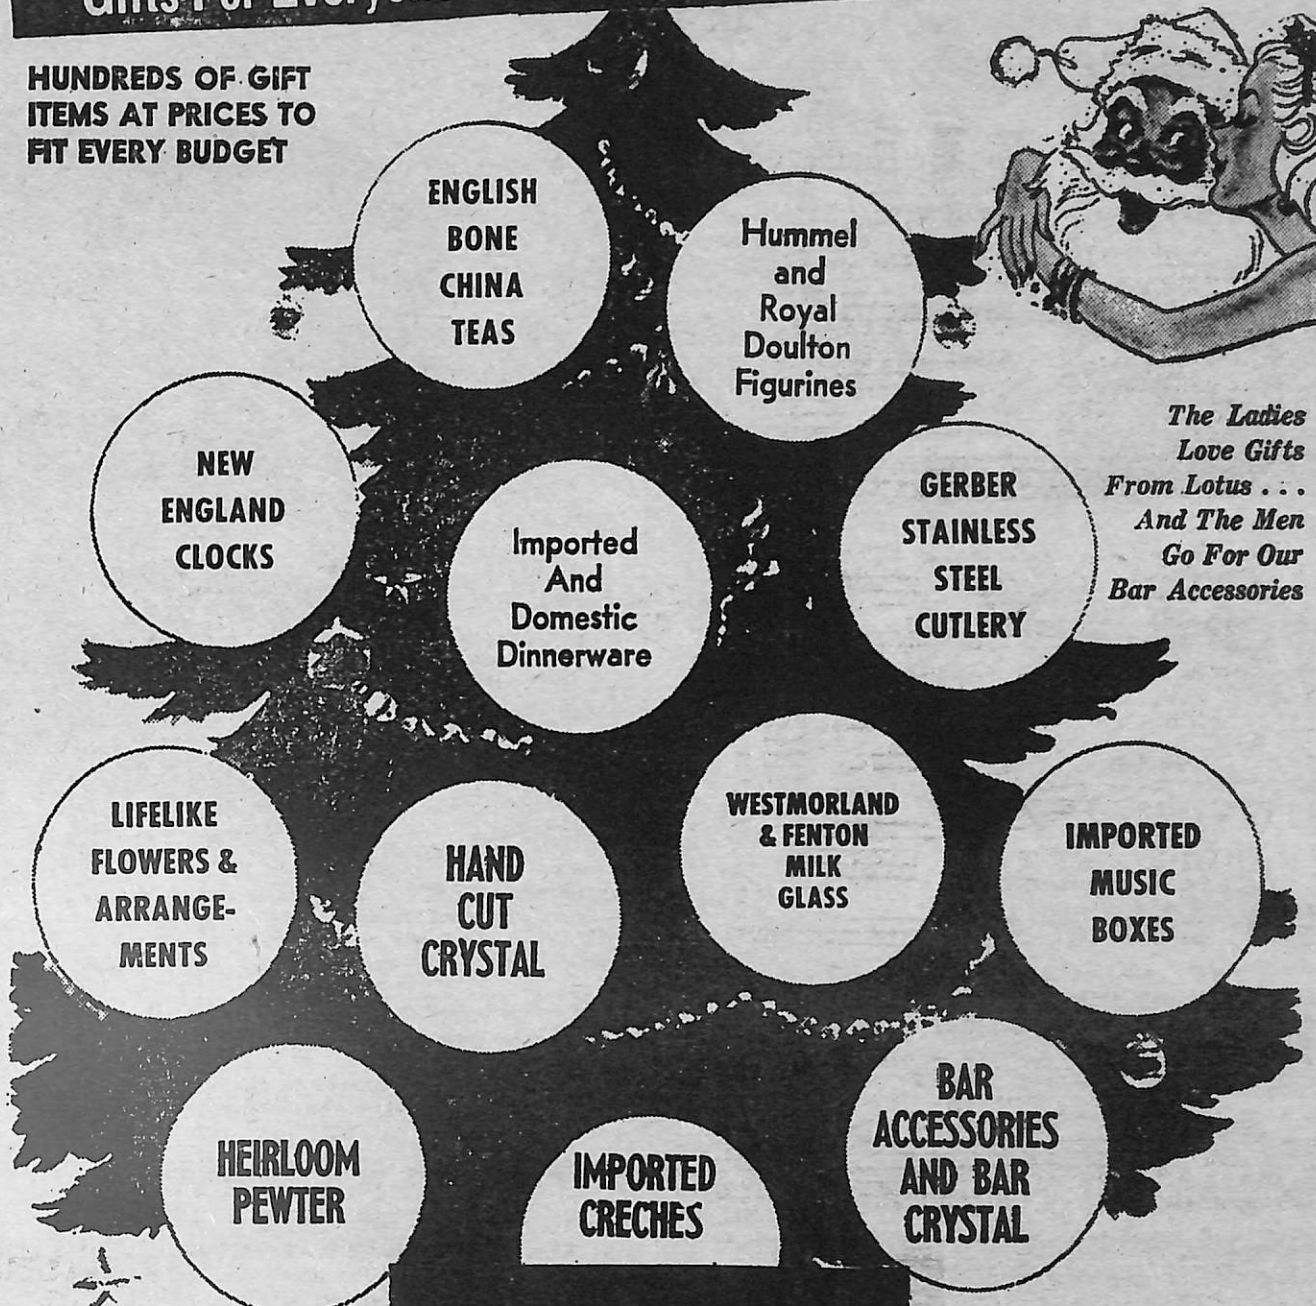 Gifts For
HUNDREDS OF GIFT
ITEMS AT PRICES TO
FIT EVERY BUDGET
ENGLISH
BONE
CHINA
TEAS
Hummel
and
Royal
Doulton
Figurines
The Ladies
Love Gifts
From Lotus . . .
And The Men
Go For Our
Bar Accessories
NEW
ENGLAND
CLOCKS
Imported
And
Domestic
Dinnerware
GERBER
STAINLESS
STEEL
CUTLERY
LIFELIKE
FLOWERS &
ARRANGE-
MENTS
HAND
CUT
CRYSTAL
WESTMORLAND
& FENTON
MILK
GLASS
IMPORTED
MUSIC
BOXES
HEIRLOOM
PEWTER
IMPORTED
CRECHES
BAR
ACCESSORIES
AND BAR
CRYSTAL